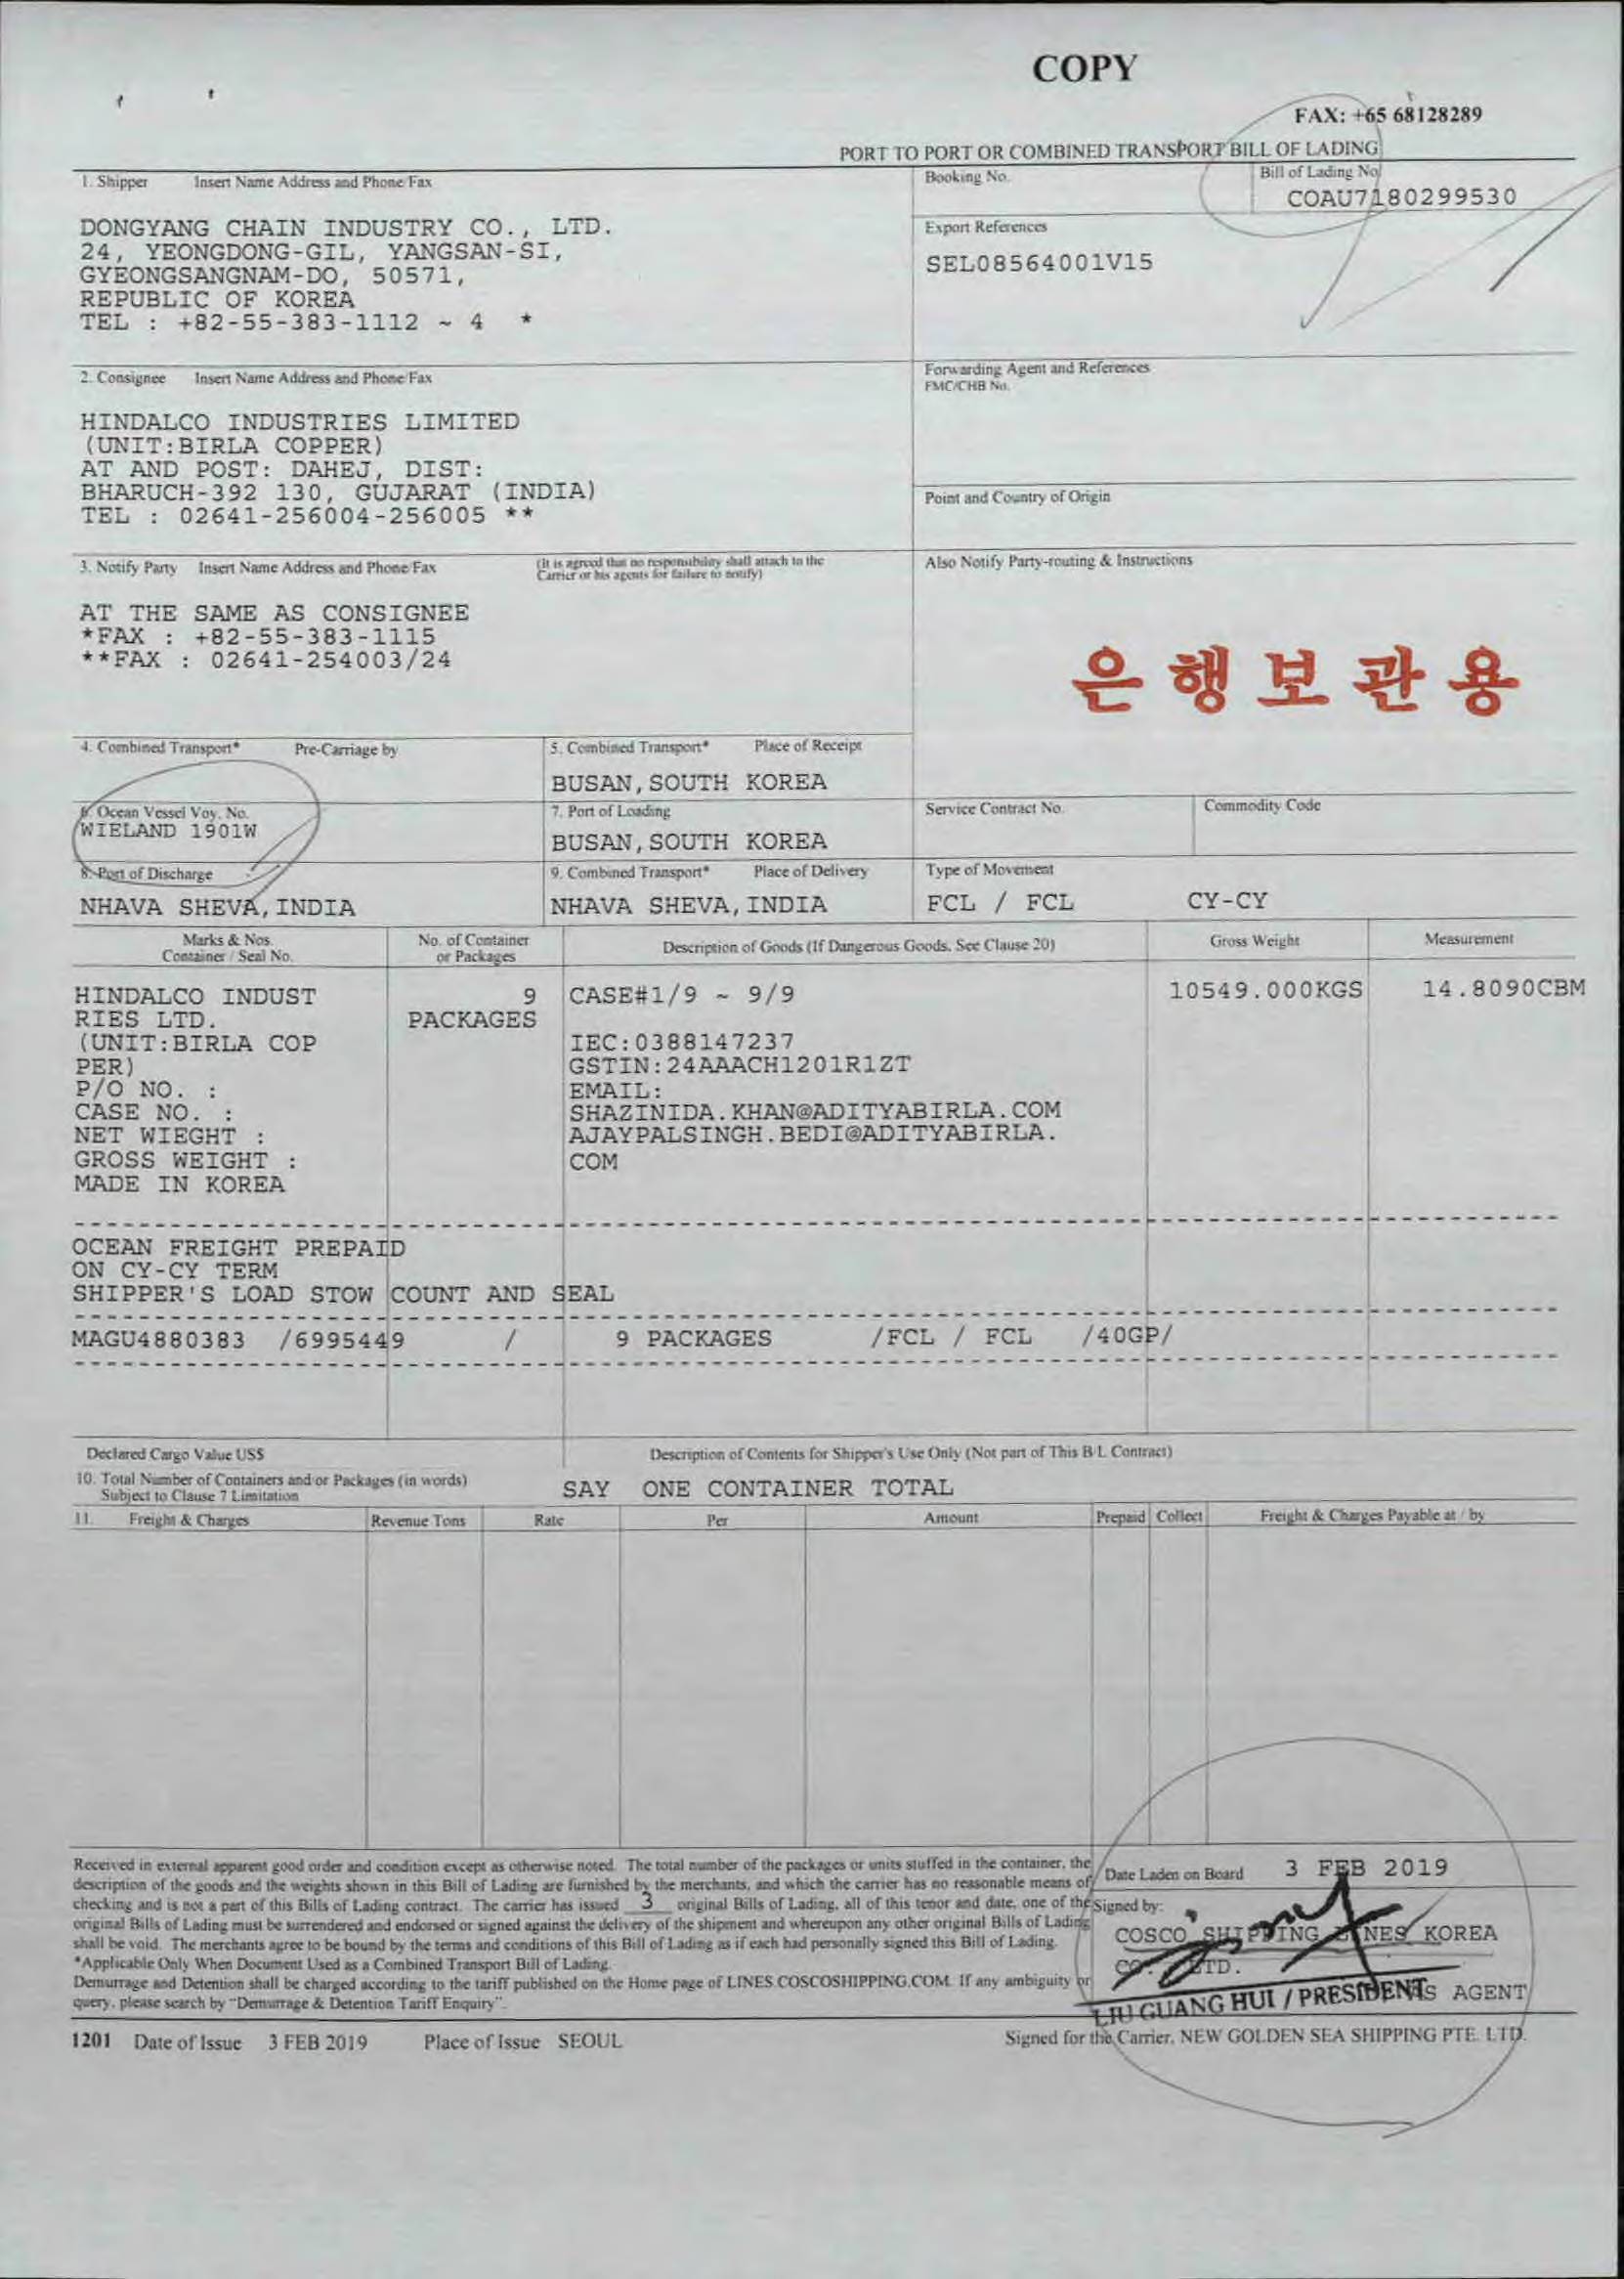 COPY
FAX: +65 68128289
PORT TO PORT OR COMBINED TRANSPORT BILL OF LADING
1. Shipper Insert Name Address and Phone/Fax
DONGYANG CHAIN INDUSTRY CO., LTD.
24, YEONGDONG-GIL, YANGSAN-SI,
GYEONGSANGNAM-DO, 50571,
REPUBLIC OF KOREA
TEL : +82-55-383-1112 ~ 4 *
Booking No.
Bill of Lading No.
COAU7180299530
Export References
SEL08564001V15
2. Consignee Insert Name Address and Phone/Fax
HINDALCO INDUSTRIES LIMITED
(UNIT:BIRLA COPPER)
AT AND POST: DAHEJ, DIST:
BHARUCH-392 130, GUJARAT (INDIA)
TEL : 02641-256004-256005 **
Forwarding Agent and References
FMC/CHB No.
Point and Country of Origin
3. Notify Party Insert Name Address and Phone/Fax
(It is agreed that no responsibility shall attach to the
Carrier or his agents for failure to notify)
AT THE SAME AS CONSIGNEE
*FAX : +82-55-383-1115
**FAX : 02641-254003/24
Also Notify Party-routing & Instructions
은행보관용
4. Combined Transport* Pre-Carriage by
5. Combined Transport* Place of Receipt
BUSAN, SOUTH KOREA
6. Ocean Vessel Voy. No.
WIELAND 1901W
7. Port of Loading
BUSAN, SOUTH KOREA
Service Contract No.
Commodity Code
8. Port of Discharge
NHAVA SHEVA, INDIA
9. Combined Transport* Place of Delivery
NHAVA SHEVA, INDIA
Type of Movement
FCL / FCL CY-CY
Marks & Nos.
Container / Seal No.
No. of Container
or Packages
Description of Goods (If Dangerous Goods, See Clause 20)
Gross Weight
Measurement
HINDALCO INDUST 9 CASE#1/9 ~ 9/9 10549.000KGS 14.8090CBM
RIES LTD. PACKAGES
(UNIT:BIRLA COP IEC:0388147237
PER) GSTIN:24AAACH1201R1ZT
P/O NO. : EMAIL:
CASE NO. : SHAZINIDA.KHAN@ADITYABIRLA.COM
NET WIEGHT : AJAYPALSINGH.BEDI@ADITYABIRLA.
GROSS WEIGHT : COM
MADE IN KOREA
OCEAN FREIGHT PREPAID
ON CY-CY TERM
SHIPPER'S LOAD STOW COUNT AND SEAL
MAGU4880383 /6995449 / 9 PACKAGES /FCL / FCL /40GP/
Declared Cargo Value US$
Description of Contents for Shipper's Use Only (Not part of This B/L Contract)
10. Total Number of Containers and/or Packages (in words)
Subject to Clause 7 Limitation
SAY ONE CONTAINER TOTAL
11. Freight & Charges Revenue Tons Rate Per Amount Prepaid Collect Freight & Charges Payable at / by
Received in external apparent good order and condition except as otherwise noted. The total number of the packages or units stuffed in the container, the
description of the goods and the weights shown in this Bill of Lading are furnished by the merchants, and which the carrier has no reasonable means of
checking and is not a part of this Bills of Lading contract. The carrier has issued 3 original Bills of Lading, all of this tenor and date, one of the
original Bills of Lading must be surrendered and endorsed or signed against the delivery of the shipment and whereupon any other original Bills of Lading
shall be void. The merchants agree to be bound by the terms and conditions of this Bill of Lading as if each had personally signed this Bill of Lading.
*Applicable Only When Document Used as a Combined Transport Bill of Lading.
Demurrage and Detention shall be charged according to the tariff published on the Home page of LINES.COSCOSHIPPING.COM. If any ambiguity or
query, please search by "Demurrage & Detention Tariff Enquiry".
Date Laden on Board 3 FEB 2019
Signed by:
COSCO SHIPPING LINES KOREA
CO. LTD.
LIU GUANG HUI / PRESIDENT
AGENT
1201 Date of Issue 3 FEB 2019 Place of Issue SEOUL
Signed for the Carrier, NEW GOLDEN SEA SHIPPING PTE. LTD.